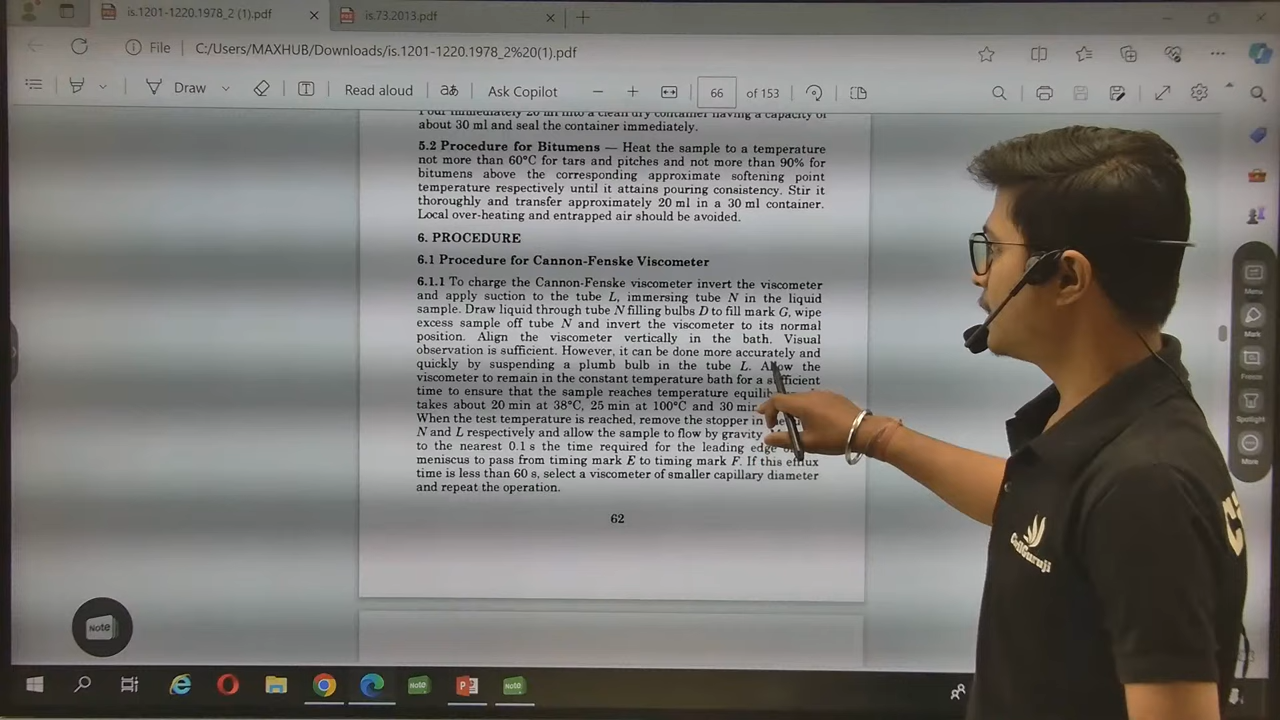 is.1201-1220.1978_2 (1).pdf
is.73.2013.pdf
File
C:/Users/MAXHUB/Downloads/is.1201-1220.1978_2%20(1).pdf
Draw
Read aloud
Ask Copilot
66
of 153
Pour immediately 20 ml into a clean dry container having a capacity of
about 30 ml and seal the container immediately.
5.2 Procedure for Bitumens — Heat the sample to a temperature
not more than 60°C for tars and pitches and not more than 90% for
bitumens above the corresponding approximate softening point
temperature respectively until it attains pouring consistency. Stir it
thoroughly and transfer approximately 20 ml in a 30 ml container.
Local over-heating and entrapped air should be avoided.
6. PROCEDURE
6.1 Procedure for Cannon-Fenske Viscometer
6.1.1 To charge the Cannon-Fenske viscometer invert the viscometer
and apply suction to the tube L, immersing tube N in the liquid
sample. Draw liquid through tube N filling bulbs D to fill mark G, wipe
excess sample off tube N and invert the viscometer to its normal
position. Align the viscometer vertically in the bath. Visual
observation is sufficient. However, it can be done more accurately and
quickly by suspending a plumb bulb in the tube L. Allow the
viscometer to remain in the constant temperature bath for a sufficient
time to ensure that the sample reaches temperature
takes about 20 min at 38°C, 25 min at 100°C and 30 min
When the test temperature is reached, remove the stopper in
N and L respectively and allow the sample to flow by gravity
to the nearest 0.1 s the time required for the leading edge
meniscus to pass from timing mark E to timing mark F. If this efflux
time is less than 60 s, select a viscometer of smaller capillary diameter
and repeat the operation.
62
Note
Menu
Mark
Freeze
Spotlight
More
CivilGuruji
Note
Note